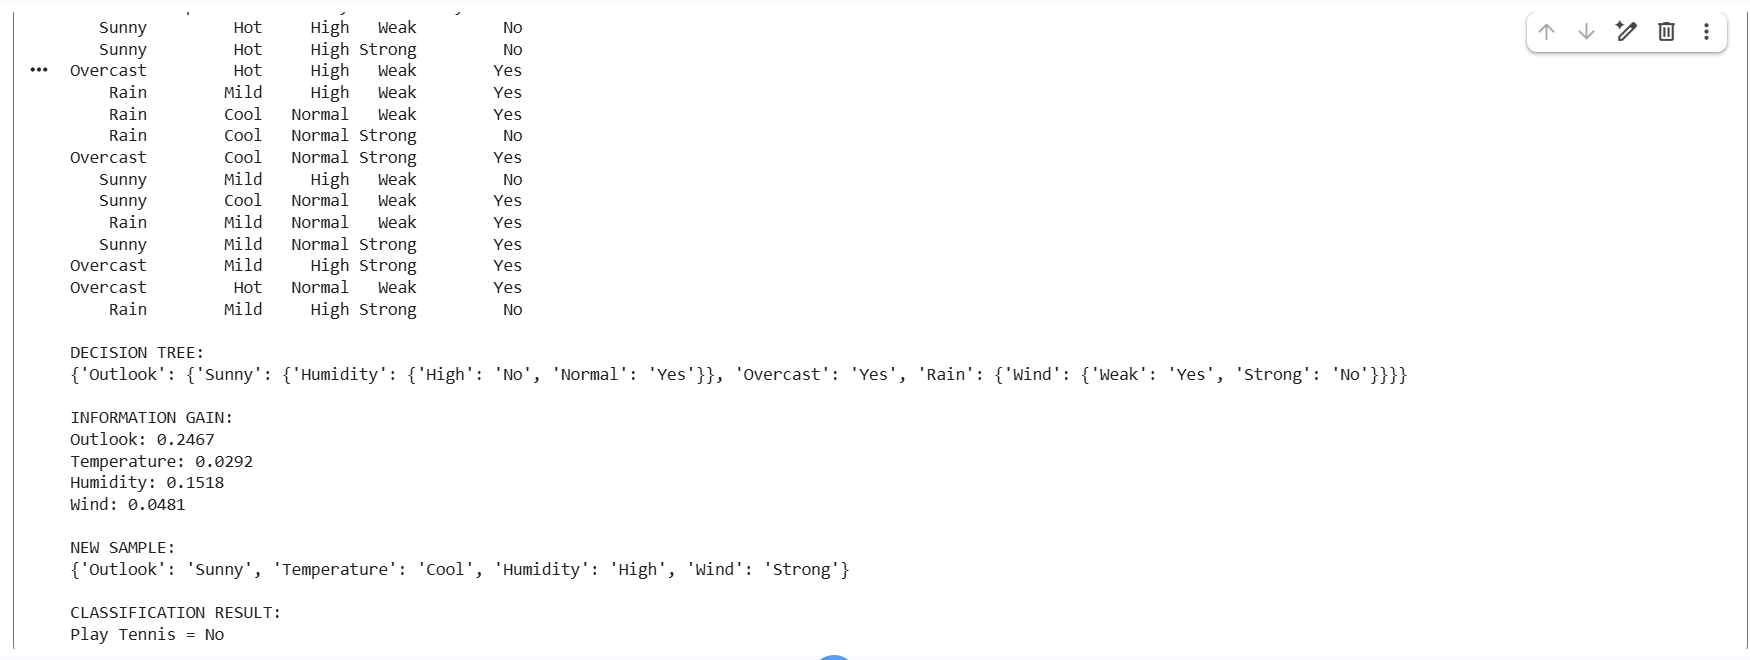 Sunny Hot High Weak No
Sunny Hot High Strong No
Overcast Hot High Weak Yes
Rain Mild High Weak Yes
Rain Cool Normal Weak Yes
Rain Cool Normal Strong No
Overcast Cool Normal Strong Yes
Sunny Mild High Weak No
Sunny Cool Normal Weak Yes
Rain Mild Normal Weak Yes
Sunny Mild Normal Strong Yes
Overcast Mild High Strong Yes
Overcast Hot Normal Weak Yes
Rain Mild High Strong No
DECISION TREE:
{'Outlook': {'Sunny': {'Humidity': {'High': 'No', 'Normal': 'Yes'}}, 'Overcast': 'Yes', 'Rain': {'Wind': {'Weak': 'Yes', 'Strong': 'No'}}}}
INFORMATION GAIN:
Outlook: 0.2467
Temperature: 0.0292
Humidity: 0.1518
Wind: 0.0481
NEW SAMPLE:
{'Outlook': 'Sunny', 'Temperature': 'Cool', 'Humidity': 'High', 'Wind': 'Strong'}
CLASSIFICATION RESULT:
Play Tennis = No